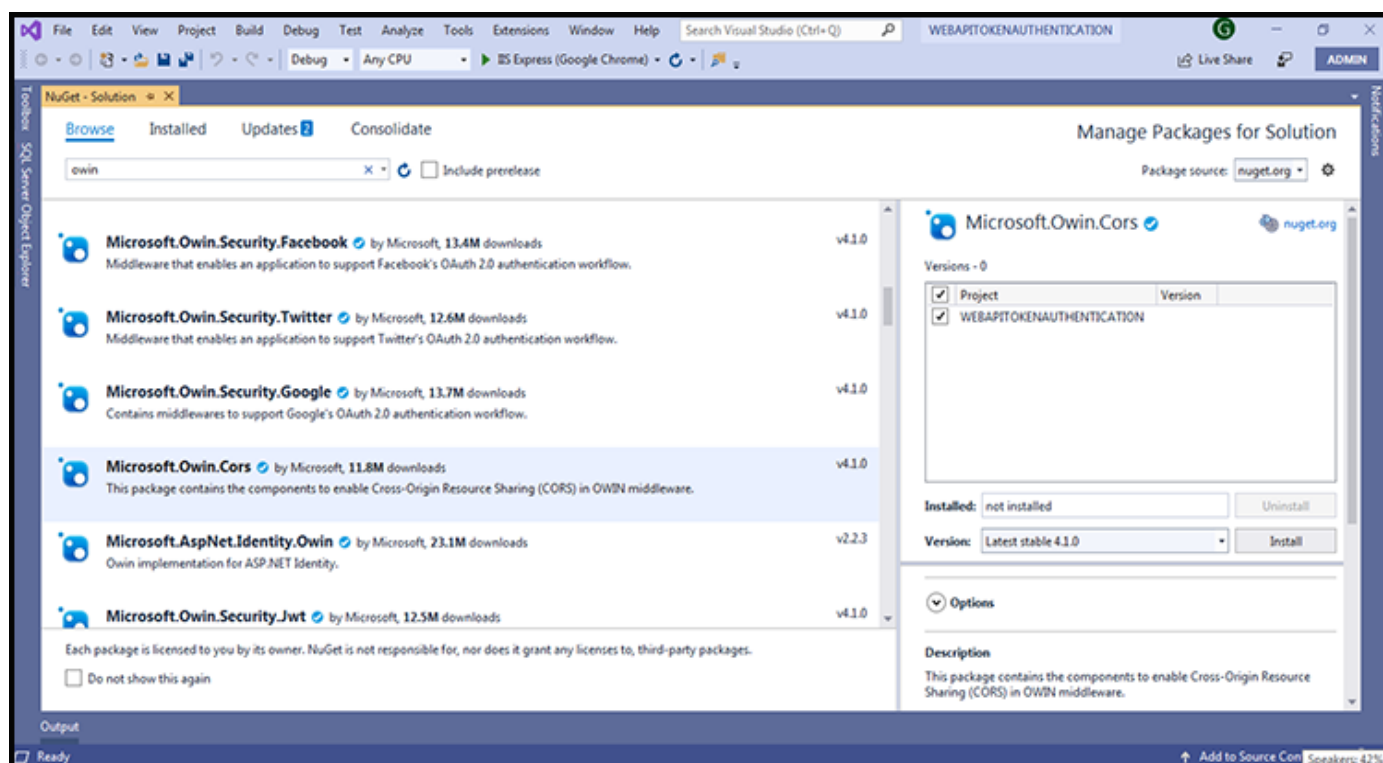 File Edit View Project Build Debug Test Analyze Tools Extensions Window Help Search Visual Studio (Ctrl+Q) WEBAPITOKENAUTHENTICATION G
Debug Any CPU IIS Express (Google Chrome) Live Share ADMIN
Toolbox
SQL Server Object Explorer
Notifications
NuGet - Solution
Browse Installed Updates 2 Consolidate
Manage Packages for Solution
owin
Include prerelease
Package source: nuget.org
Microsoft.Owin.Security.Facebook by Microsoft, 13.4M downloads v4.1.0
Middleware that enables an application to support Facebook's OAuth 2.0 authentication workflow.
Microsoft.Owin.Security.Twitter by Microsoft, 12.6M downloads v4.1.0
Middleware that enables an application to support Twitter's OAuth 2.0 authentication workflow.
Microsoft.Owin.Security.Google by Microsoft, 13.7M downloads v4.1.0
Contains middlewares to support Google's OAuth 2.0 authentication workflow.
Microsoft.Owin.Cors by Microsoft, 11.8M downloads v4.1.0
This package contains the components to enable Cross-Origin Resource Sharing (CORS) in OWIN middleware.
Microsoft.AspNet.Identity.Owin by Microsoft, 23.1M downloads v2.2.3
Owin implementation for ASP.NET Identity.
Microsoft.Owin.Security.Jwt by Microsoft, 12.5M downloads v4.1.0
Each package is licensed to you by its owner. NuGet is not responsible for, nor does it grant any licenses to, third-party packages.
Do not show this again
Microsoft.Owin.Cors nuget.org
Versions - 0
Project Version
WEBAPITOKENAUTHENTICATION
Installed: not installed Uninstall
Version: Latest stable 4.1.0 Install
Options
Description
This package contains the components to enable Cross-Origin Resource
Sharing (CORS) in OWIN middleware.
Output
Ready
Add to Source Con
Speakers: 42%